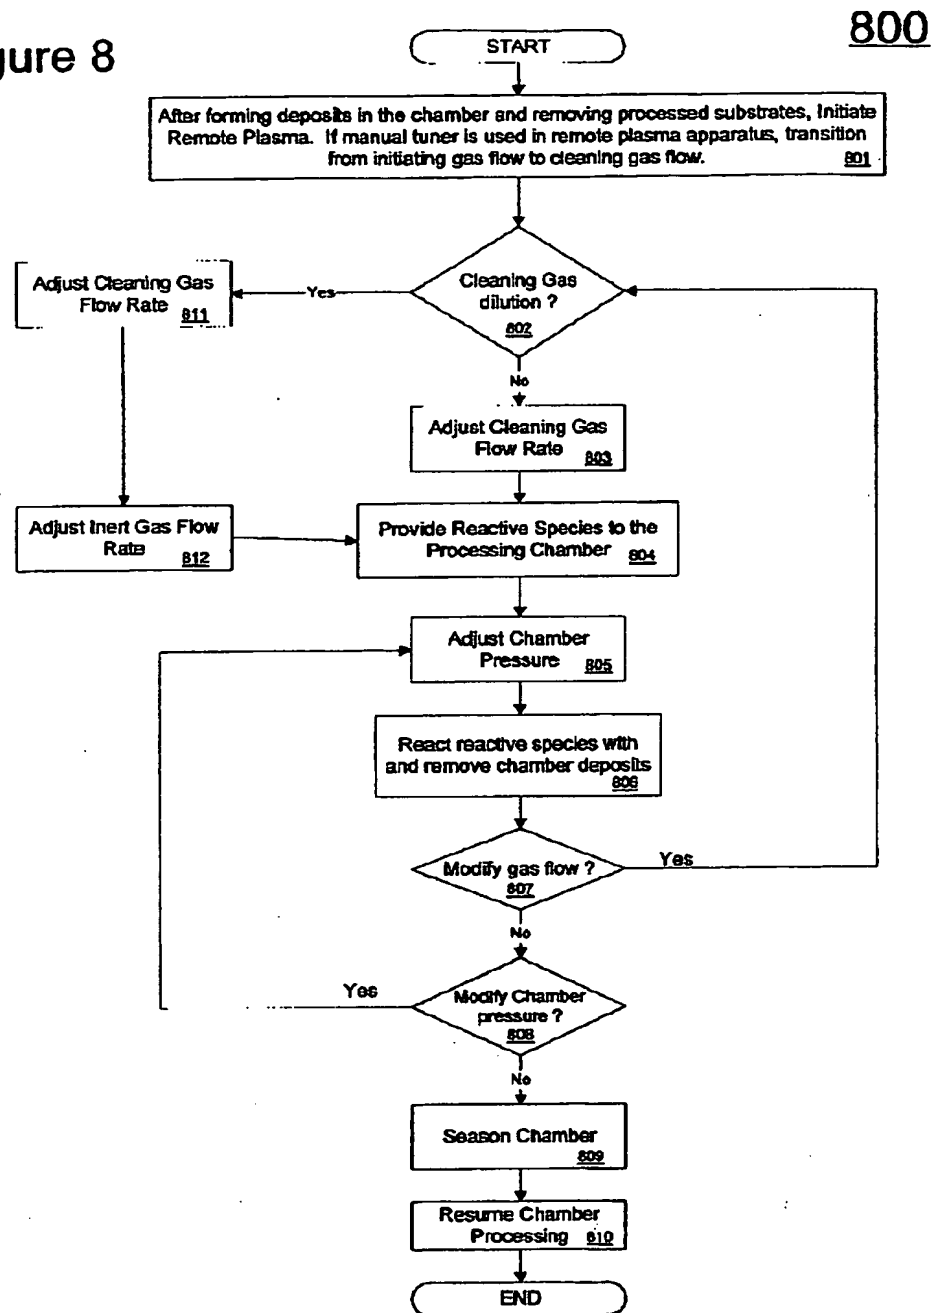 gure 8
800
START
After forming deposits in the chamber and removing processed substrates, Initiate
Remote Plasma. If manual tuner is used in remote plasma apparatus, transition
from initiating gas flow to cleaning gas flow. 801
Cleaning Gas
dilution ?
802
Yes
Adjust Cleaning Gas
Flow Rate 811
No
Adjust Cleaning Gas
Flow Rate 803
Adjust Inert Gas Flow
Rate 812
Provide Reactive Species to the
Processing Chamber 804
Adjust Chamber
Pressure 805
React reactive species with
and remove chamber deposits
806
Modify gas flow ?
807
Yes
No
Modify Chamber
pressure ?
808
Yes
No
Season Chamber
809
Resume Chamber
Processing 810
END